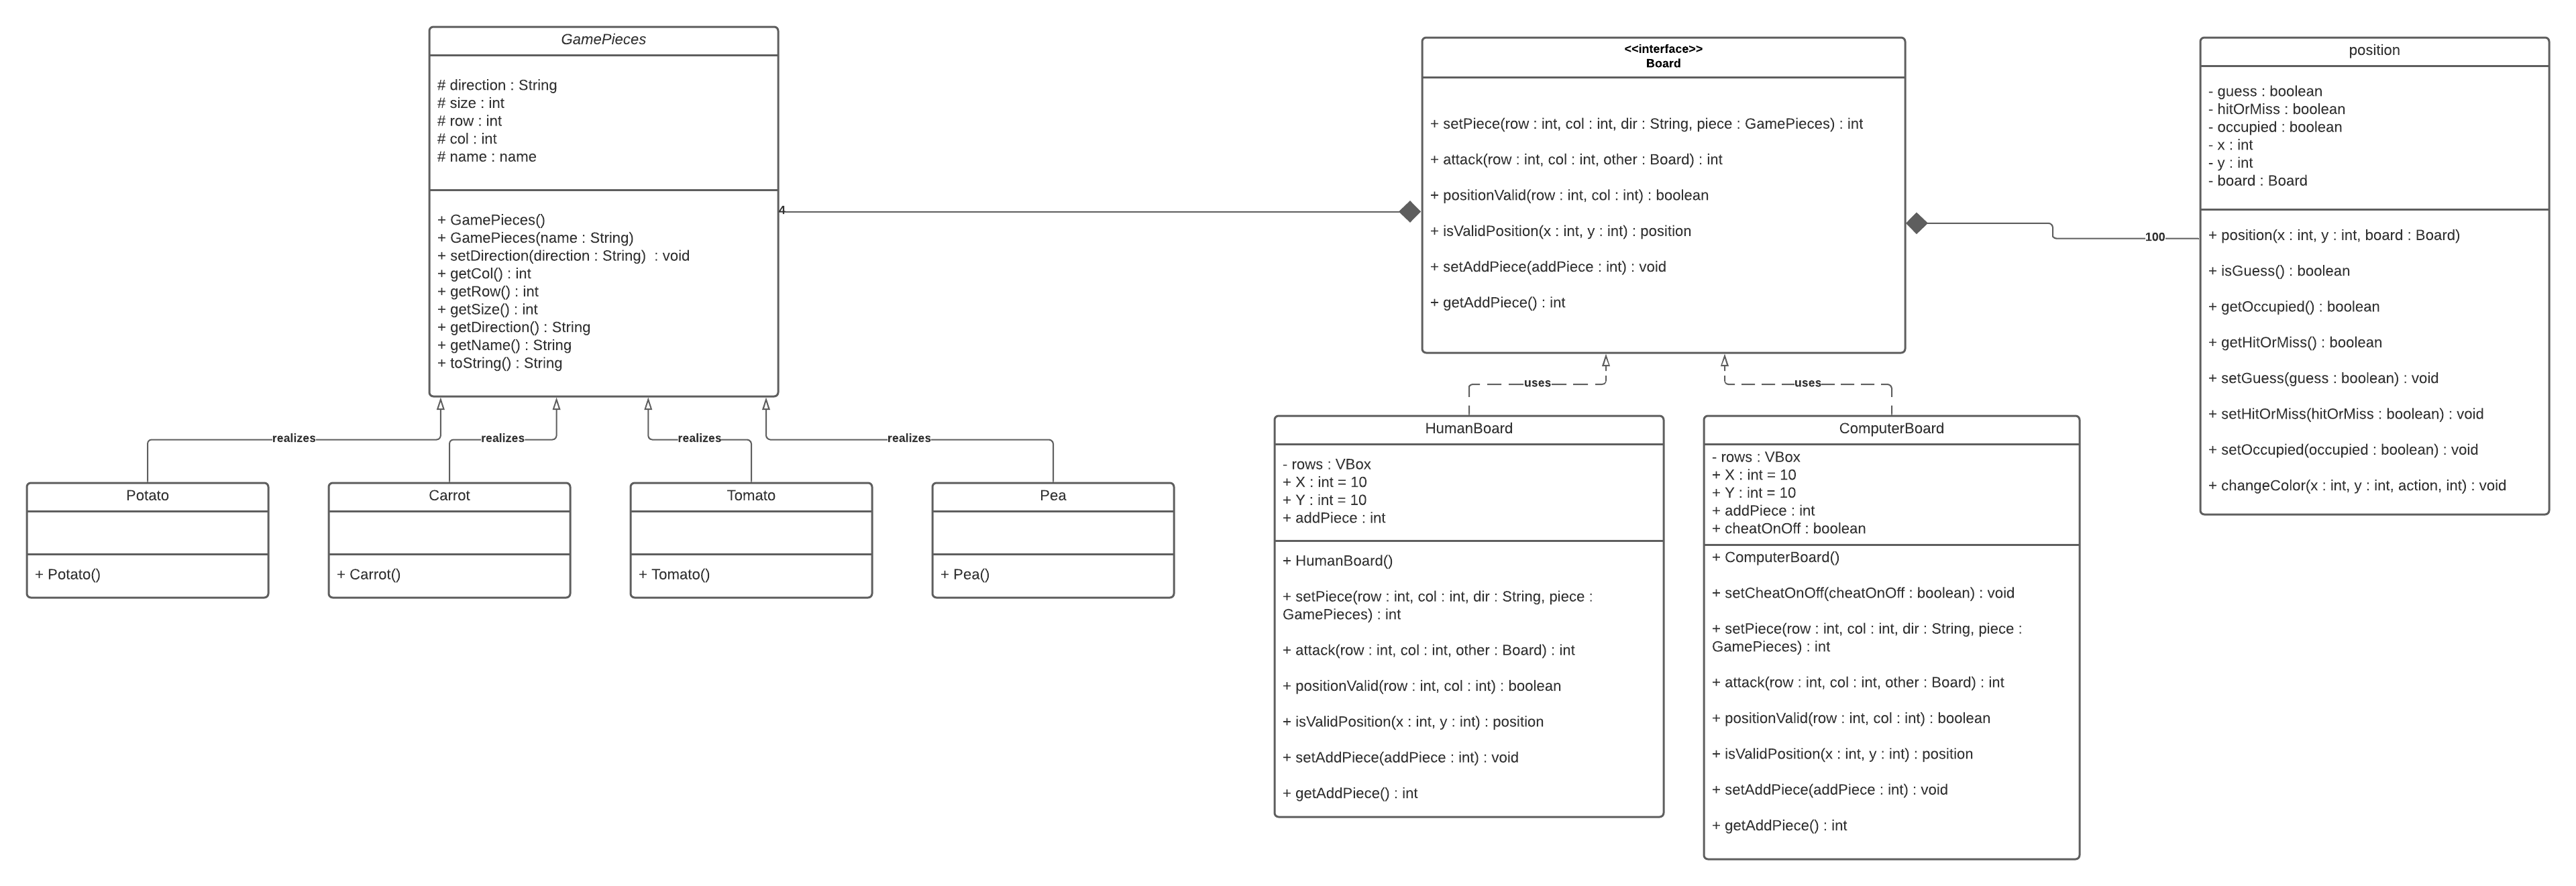 GamePieces
# direction : String
# size : int
# row : int
# col : int
# name : name
+ GamePieces()
+ GamePieces(name : String)
+ setDirection(direction : String)  : void
+ getCol() : int
+ getRow() : int
+ getSize() : int
+ getDirection() : String
+ getName() : String
+ toString() : String
4
<<interface>>
Board
+ setPiece(row : int, col : int, dir : String, piece : GamePieces) : int
+ attack(row : int, col : int, other : Board) : int
+ positionValid(row : int, col : int) : boolean
+ isValidPosition(x : int, y : int) : position
+ setAddPiece(addPiece : int) : void
+ getAddPiece() : int
100
position
- guess : boolean
- hitOrMiss : boolean
- occupied : boolean
- x : int
- y : int
- board : Board
+ position(x : int, y : int, board : Board)
+ isGuess() : boolean
+ getOccupied() : boolean
+ getHitOrMiss() : boolean
+ setGuess(guess : boolean) : void
+ setHitOrMiss(hitOrMiss : boolean) : void
+ setOccupied(occupied : boolean) : void
+ changeColor(x : int, y : int, action, int) : void
realizes
realizes
realizes
realizes
uses
uses
Potato
+ Potato()
Carrot
+ Carrot()
Tomato
+ Tomato()
Pea
+ Pea()
HumanBoard
- rows : VBox
+ X : int = 10
+ Y : int = 10
+ addPiece : int
+ HumanBoard()
+ setPiece(row : int, col : int, dir : String, piece :
GamePieces) : int
+ attack(row : int, col : int, other : Board) : int
+ positionValid(row : int, col : int) : boolean
+ isValidPosition(x : int, y : int) : position
+ setAddPiece(addPiece : int) : void
+ getAddPiece() : int
ComputerBoard
- rows : VBox
+ X : int = 10
+ Y : int = 10
+ addPiece : int
+ cheatOnOff : boolean
+ ComputerBoard()
+ setCheatOnOff(cheatOnOff : boolean) : void
+ setPiece(row : int, col : int, dir : String, piece :
GamePieces) : int
+ attack(row : int, col : int, other : Board) : int
+ positionValid(row : int, col : int) : boolean
+ isValidPosition(x : int, y : int) : position
+ setAddPiece(addPiece : int) : void
+ getAddPiece() : int